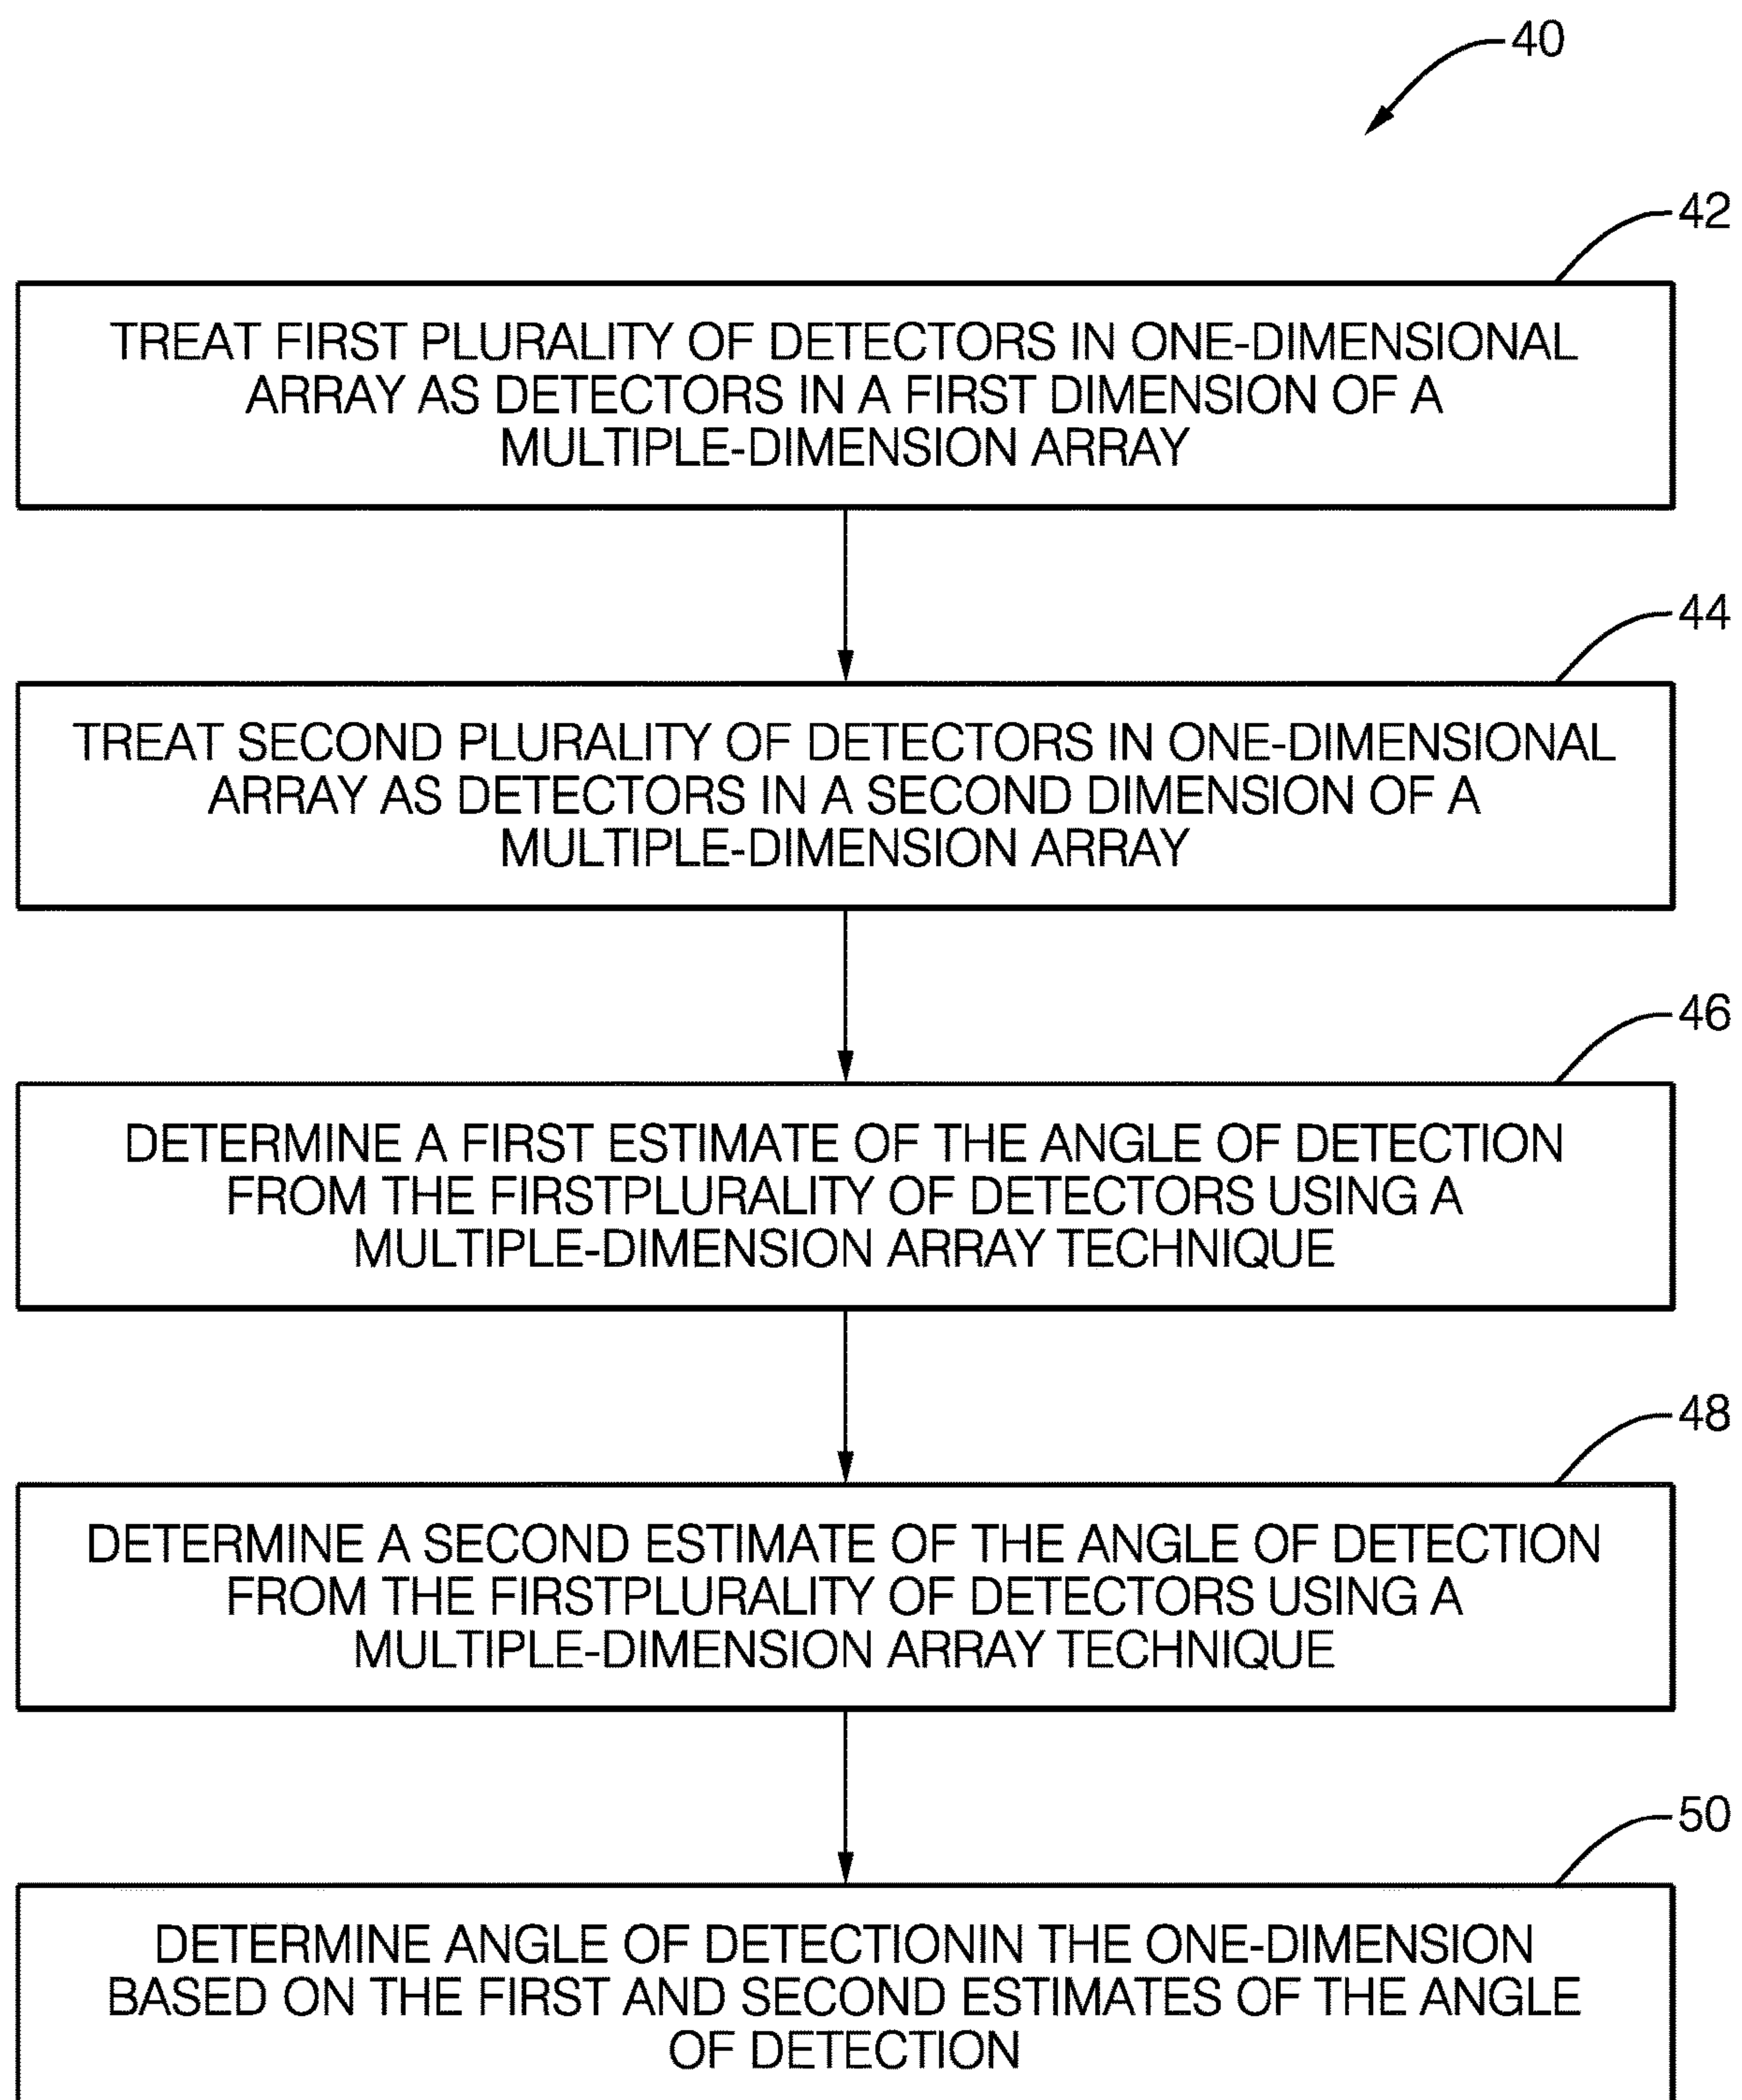 40
42
TREAT FIRST PLURALITY OF DETECTORS IN ONE-DIMENSIONAL
ARRAY AS DETECTORS IN A FIRST DIMENSION OF A
MULTIPLE-DIMENSION ARRAY
44
TREAT SECOND PLURALITY OF DETECTORS IN ONE-DIMENSIONAL
ARRAY AS DETECTORS IN A SECOND DIMENSION OF A
MULTIPLE-DIMENSION ARRAY
46
DETERMINE A FIRST ESTIMATE OF THE ANGLE OF DETECTION
FROM THE FIRSTPLURALITY OF DETECTORS USING A
MULTIPLE-DIMENSION ARRAY TECHNIQUE
48
DETERMINE A SECOND ESTIMATE OF THE ANGLE OF DETECTION
FROM THE FIRSTPLURALITY OF DETECTORS USING A
MULTIPLE-DIMENSION ARRAY TECHNIQUE
50
DETERMINE ANGLE OF DETECTIONIN THE ONE-DIMENSION
BASED ON THE FIRST AND SECOND ESTIMATES OF THE ANGLE
OF DETECTION